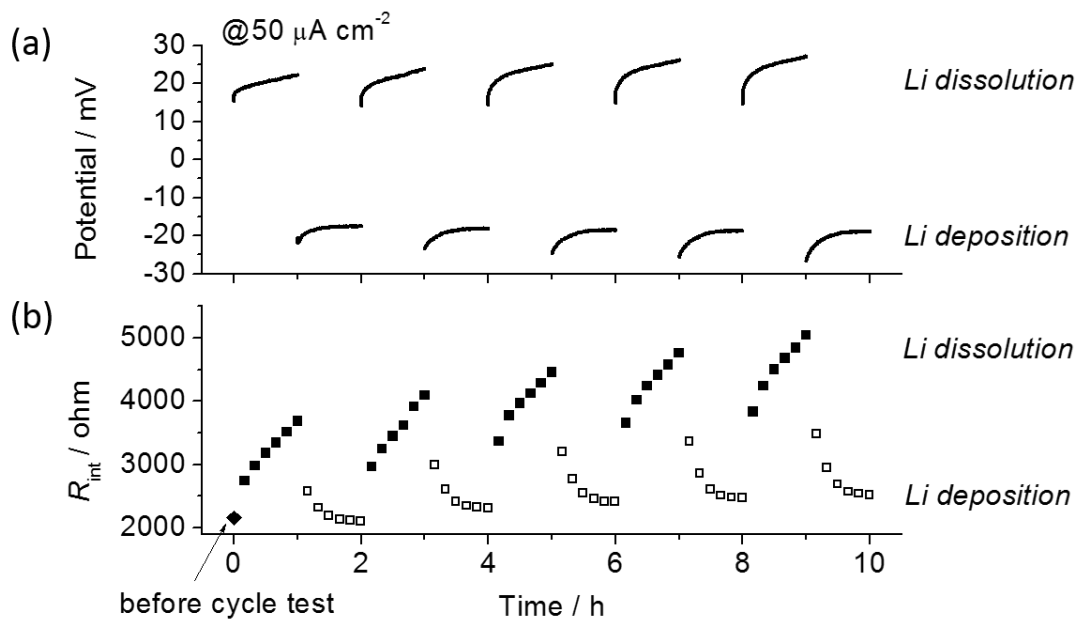 (a)
@50 μA cm-2
30
20
10
0
-10
-20
-30
Potential / mV
Li dissolution
Li deposition
(b)
5000
4000
3000
2000
Rint / ohm
Li dissolution
Li deposition
0 2 4 6 8 10
before cycle test
Time / h